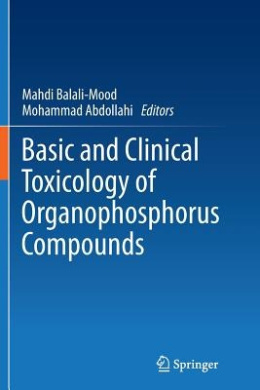 Mahdi Balali-Mood
Mohammad Abdollahi Editors
Basic and Clinical
Toxicology of
Organophosphorus
Compounds
Springer